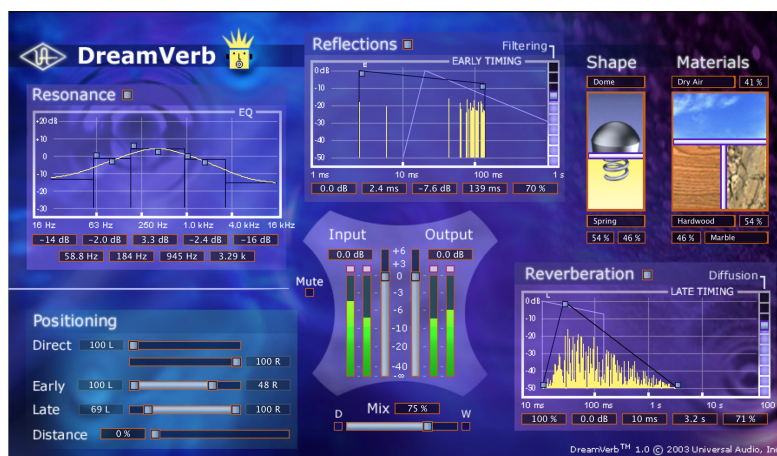 DreamVerb
Resonance
EQ
+20 dB
+10
0
-10
-20
-30
16 Hz 63 Hz 250 Hz 1.0 kHz 4.0 kHz 16 kHz
-14 dB -2.0 dB 3.3 dB -2.4 dB -16 dB
58.8 Hz 184 Hz 945 Hz 3.29 k
Reflections
Filtering
EARLY TIMING
E
0 dB
-10
-20
-30
-40
-50
1 ms 10 ms 100 ms 1 s
0.0 dB 2.4 ms -7.6 dB 139 ms 70 %
Shape
Dome
Spring
54 % 46 %
Materials
Dry Air 41 %
Hardwood 54 %
46 % Marble
Positioning
Direct 100 L
100 R
Early 100 L 48 R
Late 69 L 100 R
Distance 0 %
Mute
Input Output
0.0 dB 0.0 dB
+6
+3
0
-3
-6
-10
-20
-40
-∞
Mix 75 %
D W
Reverberation
Diffusion
LATE TIMING
L
0 dB
-10
-20
-30
-40
-50
10 ms 100 ms 1 s 10 s 100
100 % 0.0 dB 10 ms 3.2 s 71 %
DreamVerb™ 1.0 © 2003 Universal Audio, Inc